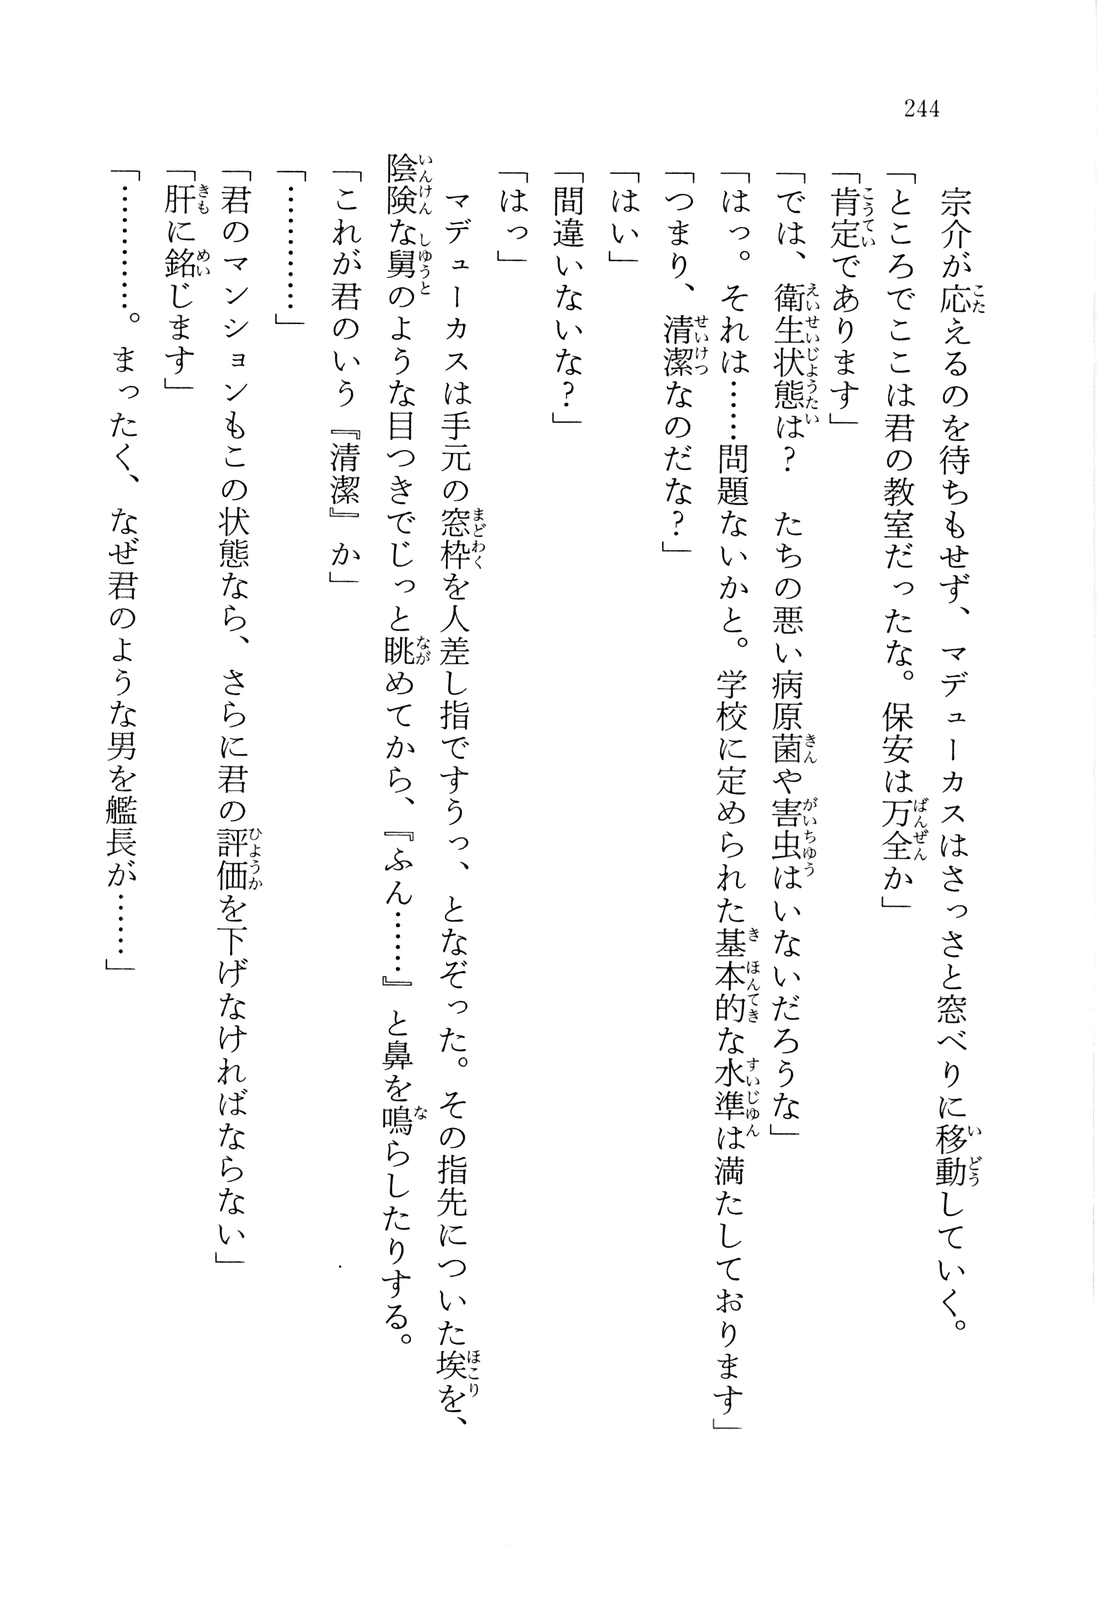 244
　宗介が応えるのを待ちもせず、マデューカスはさっさと窓べりに移動していく。
「ところでここは君の教室だったな。保安は万全か」
「肯定であります」
「では、衛生状態は？　たちの悪い病原菌や害虫はいないだろうな」
「はっ。それは……問題ないかと。学校に定められた基本的な水準は満たしております」
「つまり、清潔なのだな？」
「はい」
「間違いないな？」
「はっ」
　マデューカスは手元の窓枠を人差し指ですうっ、となぞった。その指先についた埃を、
陰険な舅のような目つきでじっと眺めてから、『ふん……』と鼻を鳴らしたりする。
「これが君のいう『清潔』か」
「…………」
「君のマンションもこの状態なら、さらに君の評価を下げなければならない」
「肝に銘じます」
「…………。まったく、なぜ君のような男を艦長が……」